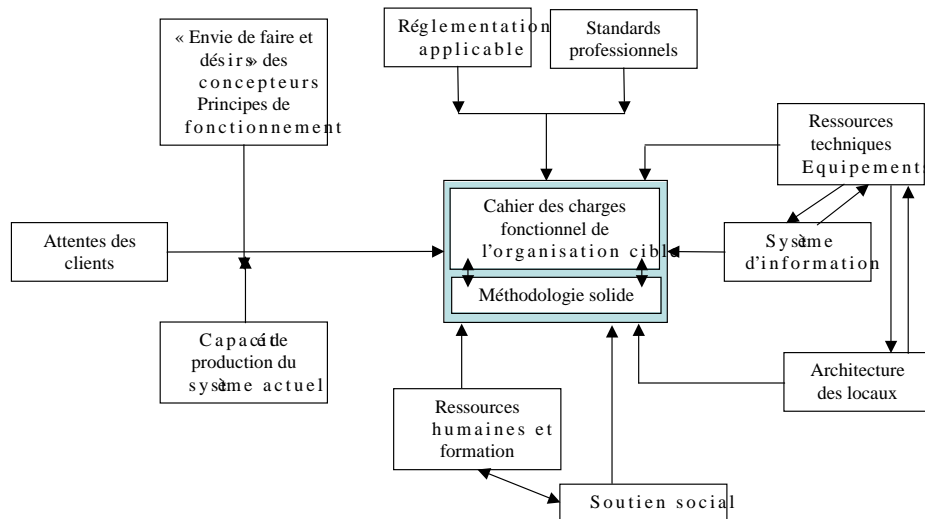 « Envie de faire et
désirs» des
concepteurs
Principes de
fonctionnement
Réglementation
applicable
Standards
professionnels
Ressources
techniques
Equipements
Cahier des charges
fonctionnel de
l'organisation cible
Méthodologie solide
Attentes des
clients
Système
d'information
Capacité de
production du
système actuel
Architecture
des locaux
Ressources
humaines et
formation
Soutien social